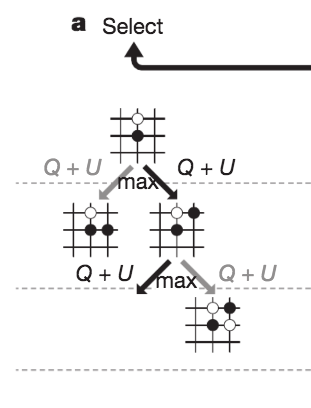 a Select
Q + U Q + U
max
Q + U max Q + U